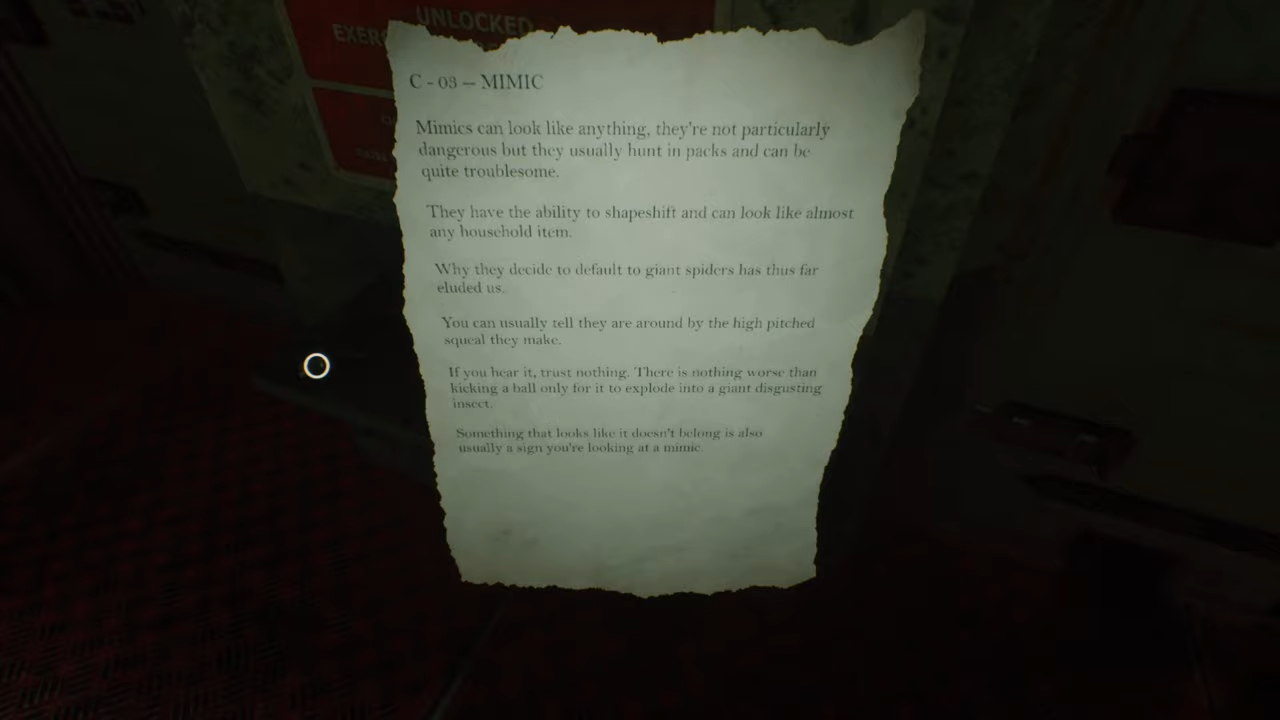 UNLOCKED
C - 03 — MIMIC
Mimics can look like anything, they're not particularly
dangerous but they usually hunt in packs and can be
quite troublesome.
They have the ability to shapeshift and can look like almost
any household item.
Why they decide to default to giant spiders has thus far
eluded us.
You can usually tell they are around by the high pitched
squeal they make.
If you hear it, trust nothing. There is nothing worse than
kicking a ball only for it to explode into a giant disgusting
insect.
Something that looks like it doesn't belong is also
usually a sign you're looking at a mimic.